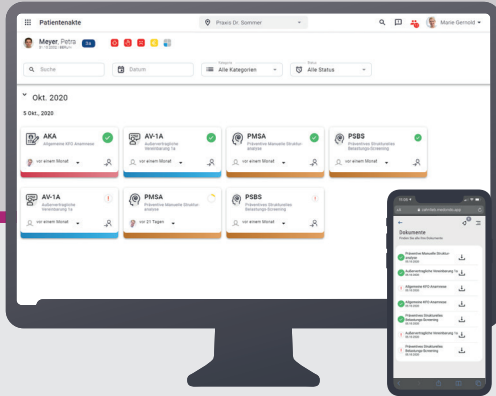 Patientenakte
Praxis Dr. Sommer
Marie Gernold
Meyer, Petra
Suche
Datum
Kategorie
Alle Kategorien
Status
Alle Status
Okt. 2020
5 Okt., 2020
AKA
Allgemeine KFO Anamnese
vor einem Monat
AV-1A
Außervertragliche
Vereinbarung 1a
vor einem Monat
PMSA
Präventive Manuelle Struktur-
analyse
vor einem Monat
PSBS
Präventives Strukturelles
Belastungs-Screening
vor einem Monat
AV-1A
Außervertragliche
Vereinbarung 1a
vor einem Monat
PMSA
Präventive Manuelle Struktur-
analyse
vor 21 Tagen
PSBS
Präventives Strukturelles
Belastungs-Screening
vor einem Monat
Dokumente
Präventive Manuelle Struktur-
analyse
Außervertragliche Vereinbarung 1a
Allgemeine KFO Anamnese
Allgemeine KFO Anamnese
Präventives Strukturelles
Belastungs-Screening
Außervertragliche Vereinbarung 1a
Präventives Strukturelles
Belastungs-Screening